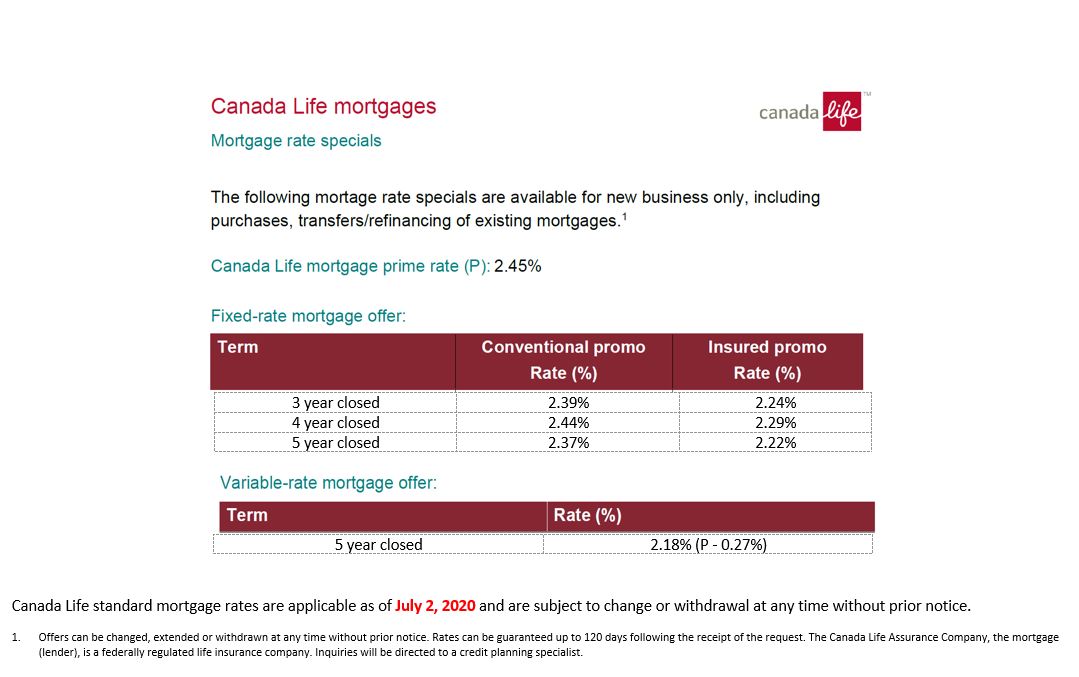 Canada Life mortgages
canada life ™
Mortgage rate specials
The following mortage rate specials are available for new business only, including
purchases, transfers/refinancing of existing mortgages.¹
Canada Life mortgage prime rate (P): 2.45%
Fixed-rate mortgage offer:
Term Conventional promo Insured promo
Rate (%) Rate (%)
3 year closed 2.39% 2.24%
4 year closed 2.44% 2.29%
5 year closed 2.37% 2.22%
Variable-rate mortgage offer:
Term Rate (%)
5 year closed 2.18% (P - 0.27%)
Canada Life standard mortgage rates are applicable as of July 2, 2020 and are subject to change or withdrawal at any time without prior notice.
1. Offers can be changed, extended or withdrawn at any time without prior notice. Rates can be guaranteed up to 120 days following the receipt of the request. The Canada Life Assurance Company, the mortgage
(lender), is a federally regulated life insurance company. Inquiries will be directed to a credit planning specialist.